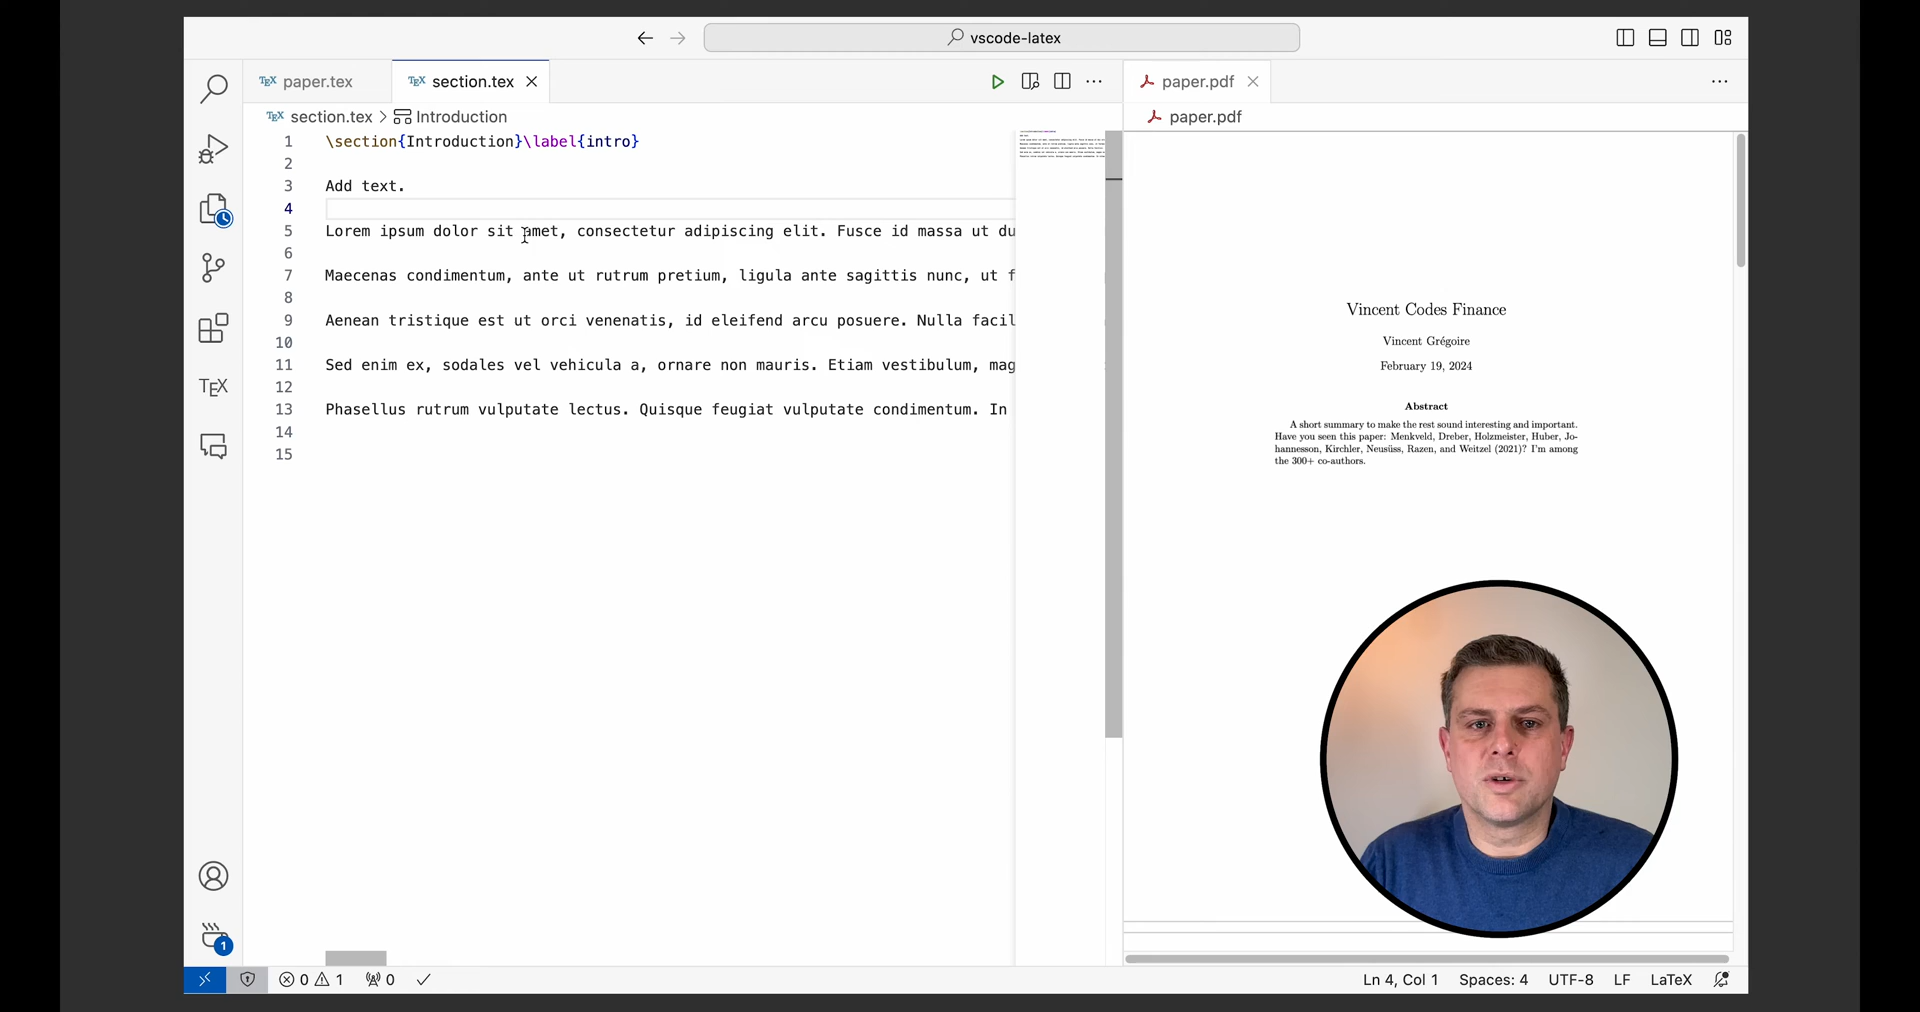 vscode-latex
TEX paper.tex
TEX section.tex
paper.pdf
TEX section.tex > Introduction
paper.pdf
1 \section{Introduction}\label{intro}
2
3 Add text.
4
5 Lorem ipsum dolor sit amet, consectetur adipiscing elit. Fusce id massa ut du
6
7 Maecenas condimentum, ante ut rutrum pretium, ligula ante sagittis nunc, ut f
8
9 Aenean tristique est ut orci venenatis, id eleifend arcu posuere. Nulla facil
10
11 Sed enim ex, sodales vel vehicula a, ornare non mauris. Etiam vestibulum, mag
12
13 Phasellus rutrum vulputate lectus. Quisque feugiat vulputate condimentum. In
14
15
TEX
1
Vincent Codes Finance
Vincent Grégoire
February 19, 2024
Abstract
A short summary to make the rest sound interesting and important.
Have you seen this paper: Menkveld, Dreber, Holzmeister, Huber, Jo-
hannesson, Kirchler, Neusüss, Razen, and Weitzel (2021)? I'm among
the 300+ co-authors.
0 1 0
Ln 4, Col 1 Spaces: 4 UTF-8 LF LaTeX